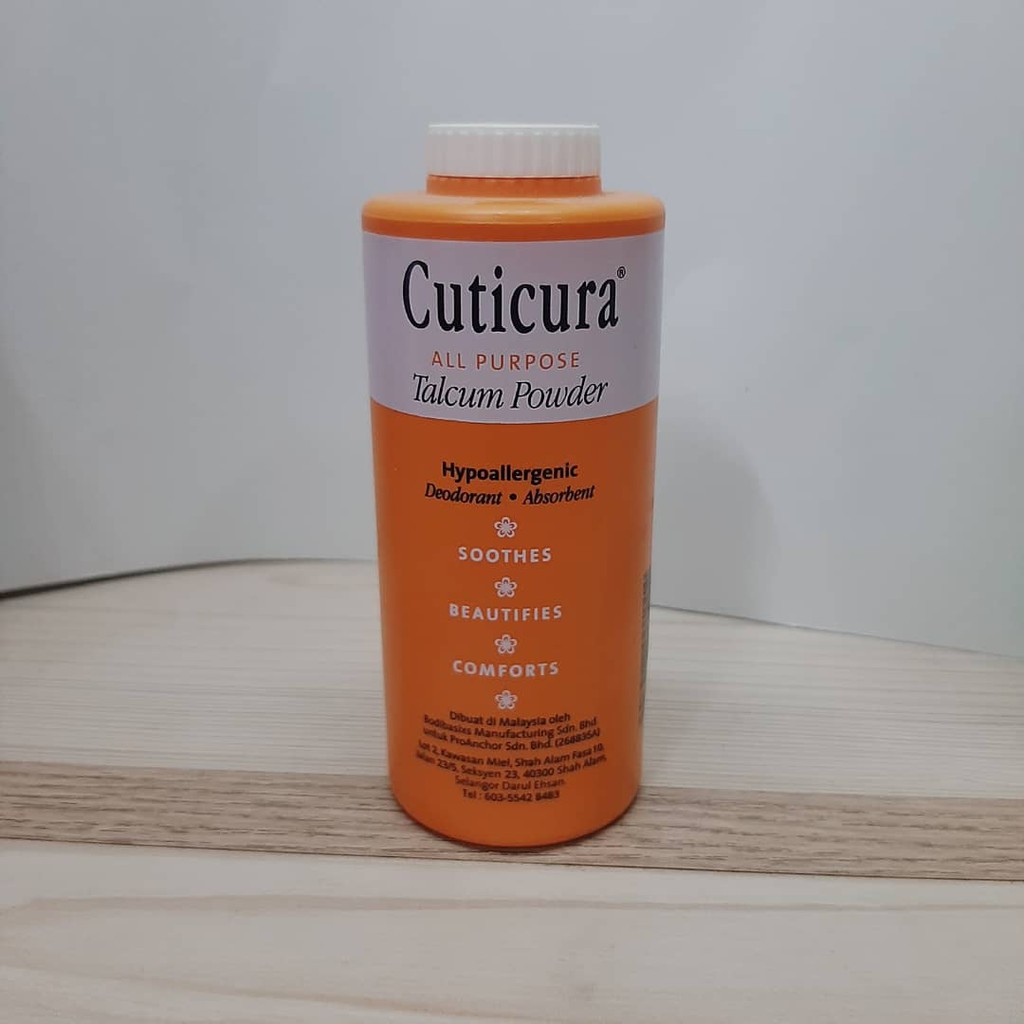 Cuticura®
ALL PURPOSE
Talcum Powder
Hypoallergenic
Deodorant • Absorbent
SOOTHES
BEAUTIFIES
COMFORTS
Dibuat di Malaysia oleh
Bodibasixs Manufacturing Sdn. Bhd.
untuk ProAnchor Sdn. Bhd. (268835A)
Lot 2, Kawasan Miel, Shah Alam Fasa 10,
Jalan 23/5, Seksyen 23, 40300 Shah Alam,
Selangor Darul Ehsan
Tel : 603-5542 8483